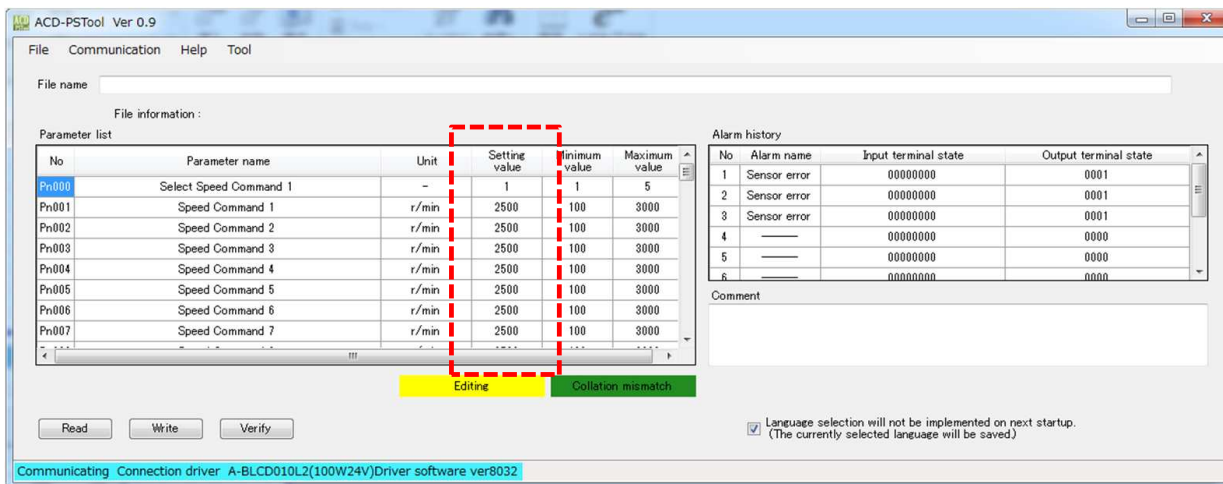 ACD-PSTool Ver 0.9
File Communication Help Tool
File name
File information :
Parameter list
No Parameter name Unit Setting value Minimum value Maximum value
Pn000 Select Speed Command 1 - 1 1 5
Pn001 Speed Command 1 r/min 2500 100 3000
Pn002 Speed Command 2 r/min 2500 100 3000
Pn003 Speed Command 3 r/min 2500 100 3000
Pn004 Speed Command 4 r/min 2500 100 3000
Pn005 Speed Command 5 r/min 2500 100 3000
Pn006 Speed Command 6 r/min 2500 100 3000
Pn007 Speed Command 7 r/min 2500 100 3000
Editing Collation mismatch
Read Write Verify
Alarm history
No Alarm name Input terminal state Output terminal state
1 Sensor error 00000000 0001
2 Sensor error 00000000 0001
3 Sensor error 00000000 0001
4 ——— 00000000 0000
5 ——— 00000000 0000
6 ——— 00000000 0000
Comment
Language selection will not be implemented on next startup.
(The currently selected language will be saved.)
Communicating Connection driver A-BLCD010L2(100W24V)Driver software ver8032